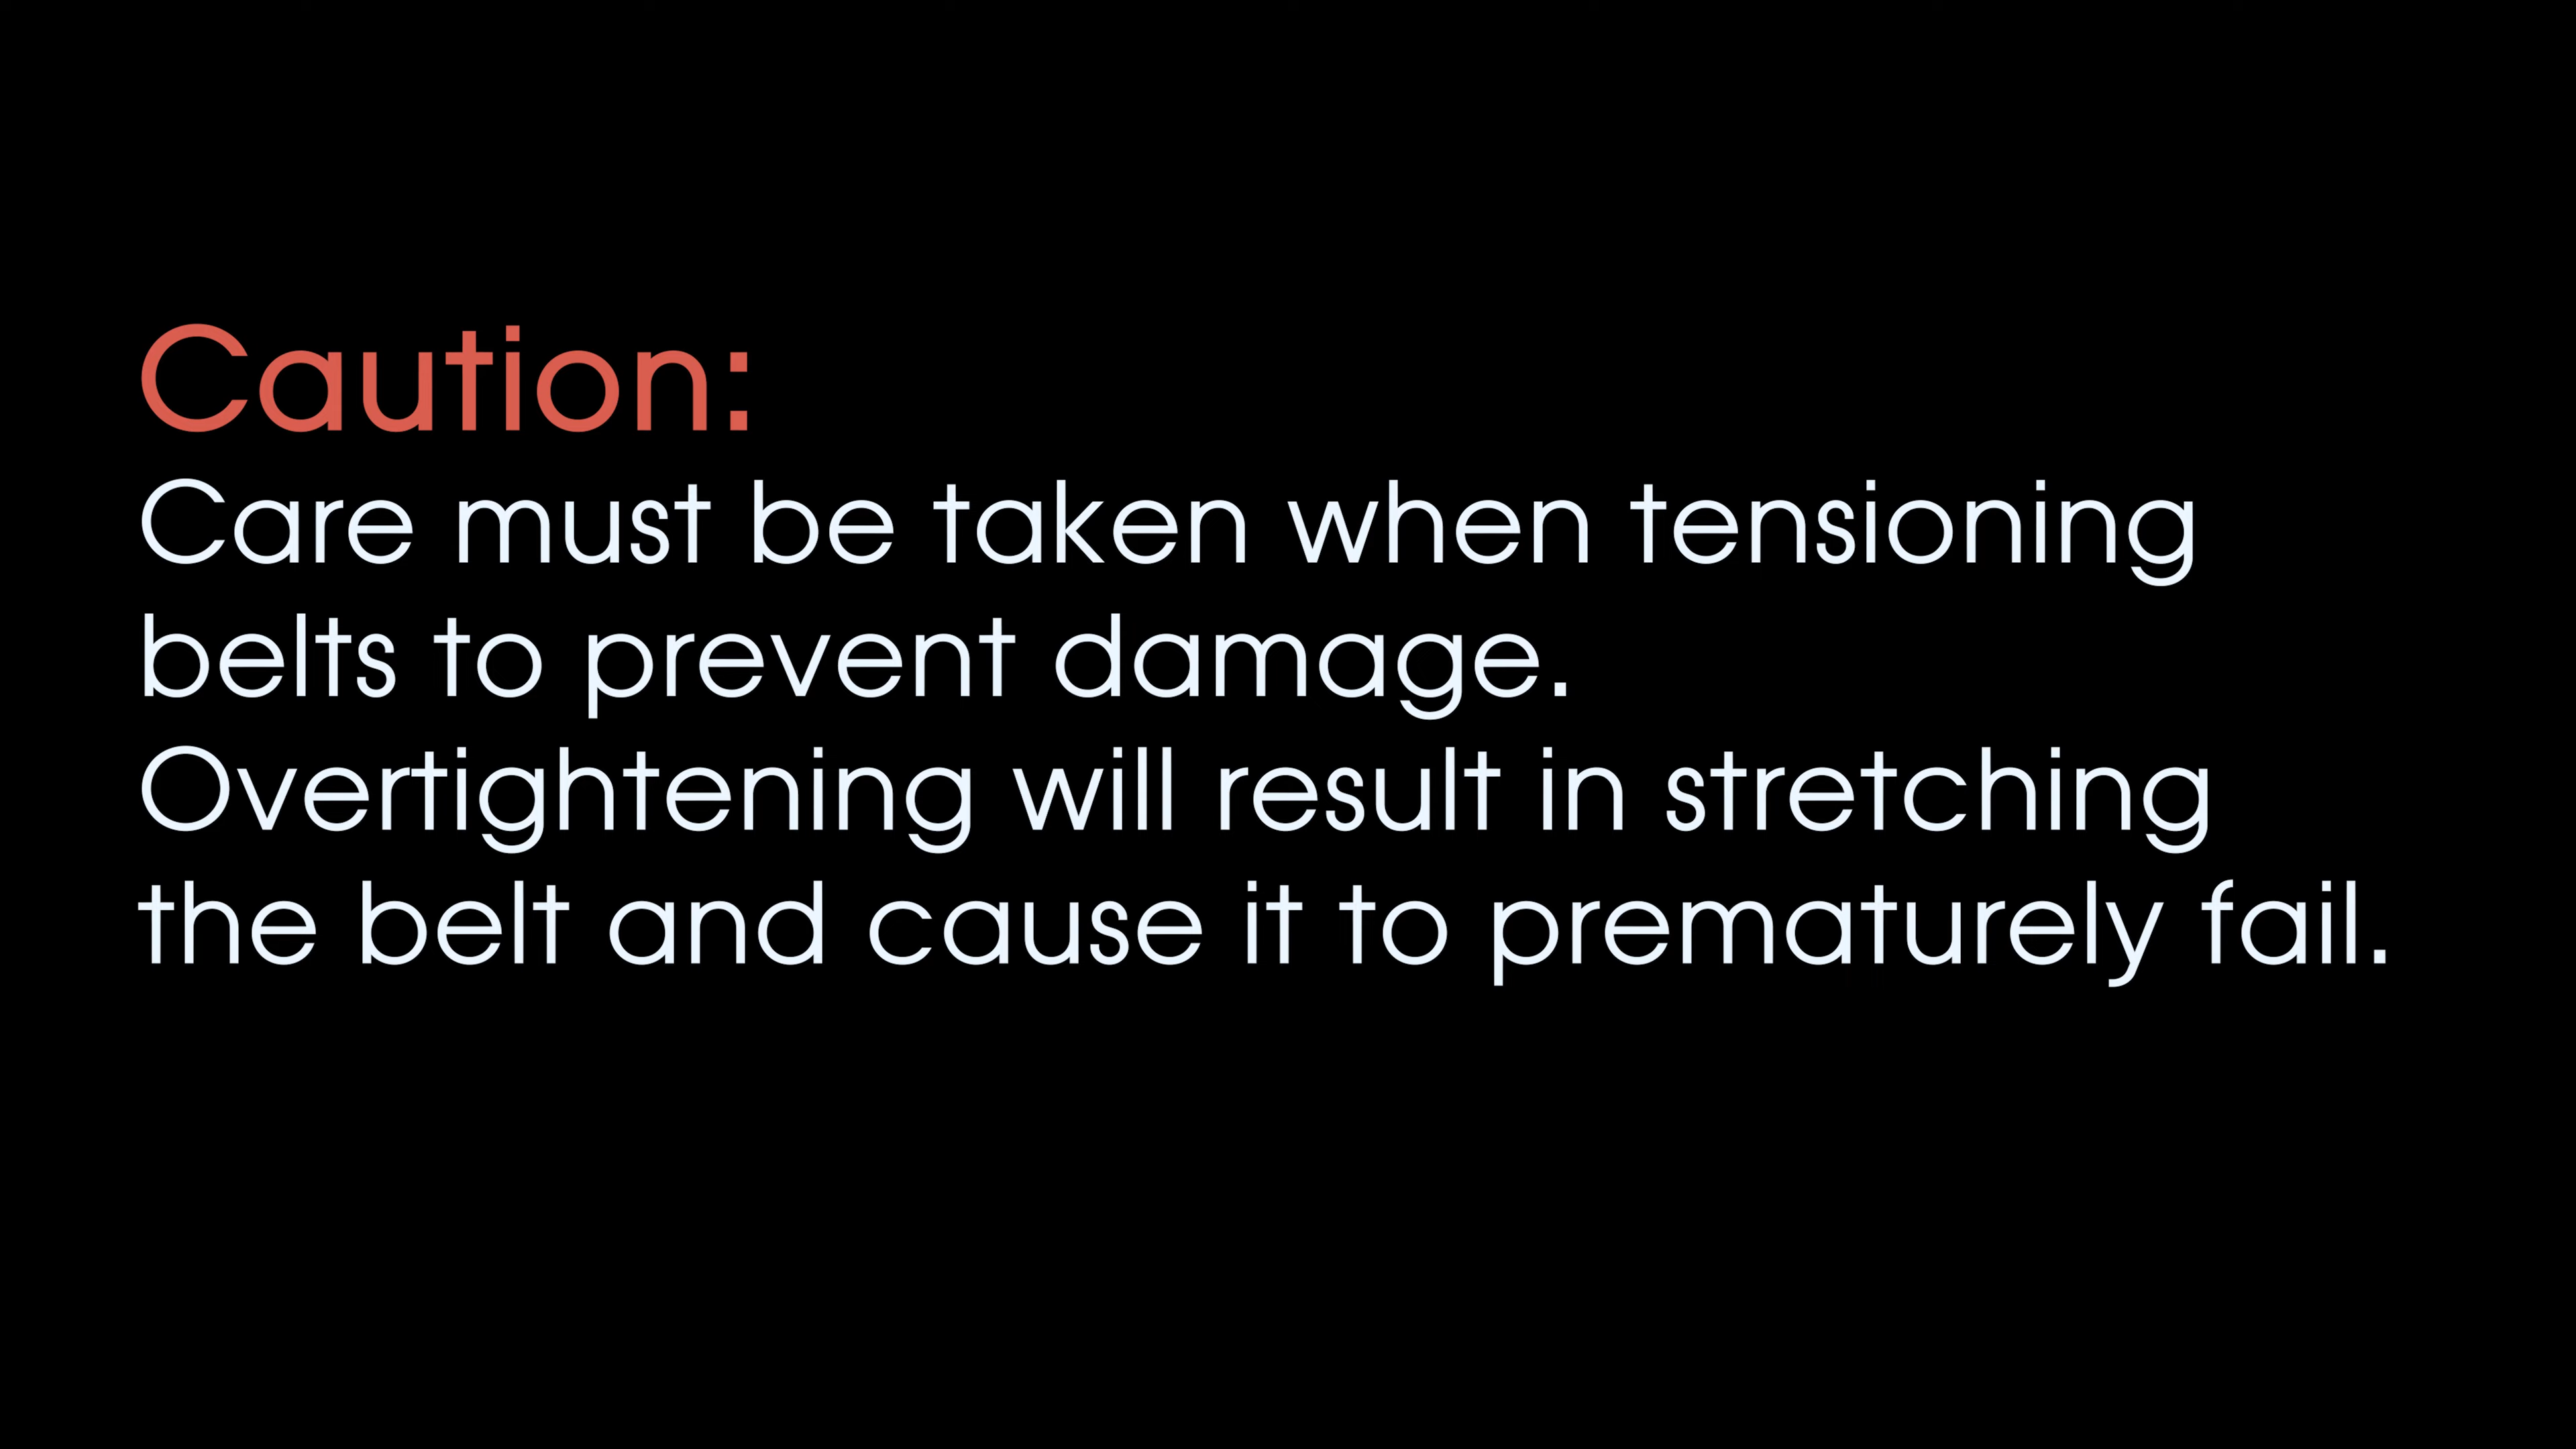 Caution:
Care must be taken when tensioning
belts to prevent damage.
Overtightening will result in stretching
the belt and cause it to prematurely fail.